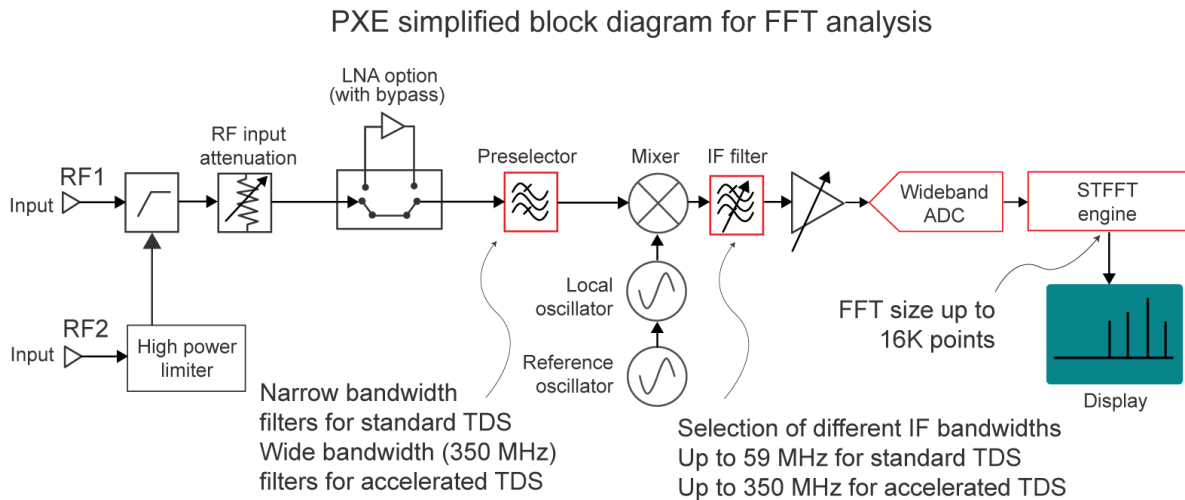 PXE simplified block diagram for FFT analysis
LNA option
(with bypass)
RF input
attenuation
Preselector
Mixer
IF filter
RF1
Input
Wideband
ADC
STFFT
engine
Local
oscillator
RF2
Input
High power
limiter
Reference
oscillator
FFT size up to
16K points
Display
Narrow bandwidth
filters for standard TDS
Wide bandwidth (350 MHz)
filters for accelerated TDS
Selection of different IF bandwidths
Up to 59 MHz for standard TDS
Up to 350 MHz for accelerated TDS